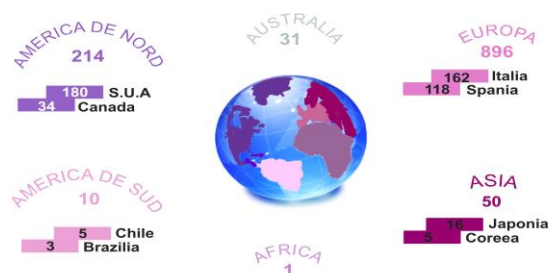 AMERICA DE NORD
214
180 S.U.A
34 Canada
AUSTRALIA
31
EUROPA
896
162 Italia
118 Spania
AMERICA DE SUD
10
5 Chile
3 Brazilia
AFRICA
1
ASIA
50
16 Japonia
5 Coreea